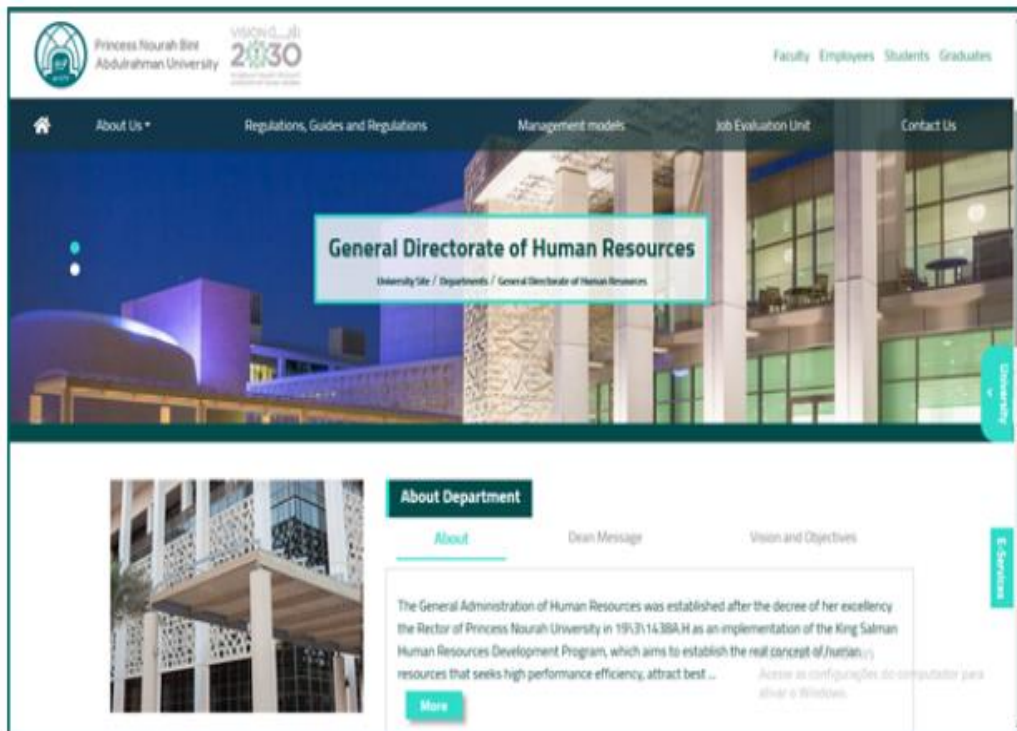 Princess Nourah Bint
Abdulrahman University
2030
Faculty Employees Students Graduates
About Us
Regulations, Guides and Regulations
Management models
Job Evaluation Unit
Contact Us
General Directorate of Human Resources
University Site / Departments / General Directorate of Human Resources
University
E-Services
About Department
About
Dean Message
Vision and Objectives
The General Administration of Human Resources was established after the decree of her excellency
the Rector of Princess Nourah University in 19\3\1438A.H as an implementation of the King Salman
Human Resources Development Program, which aims to establish the real concept of human
resources that seeks high performance efficiency, attract best ...
Acesse as configurações do computador para
ativar o Windows.
More